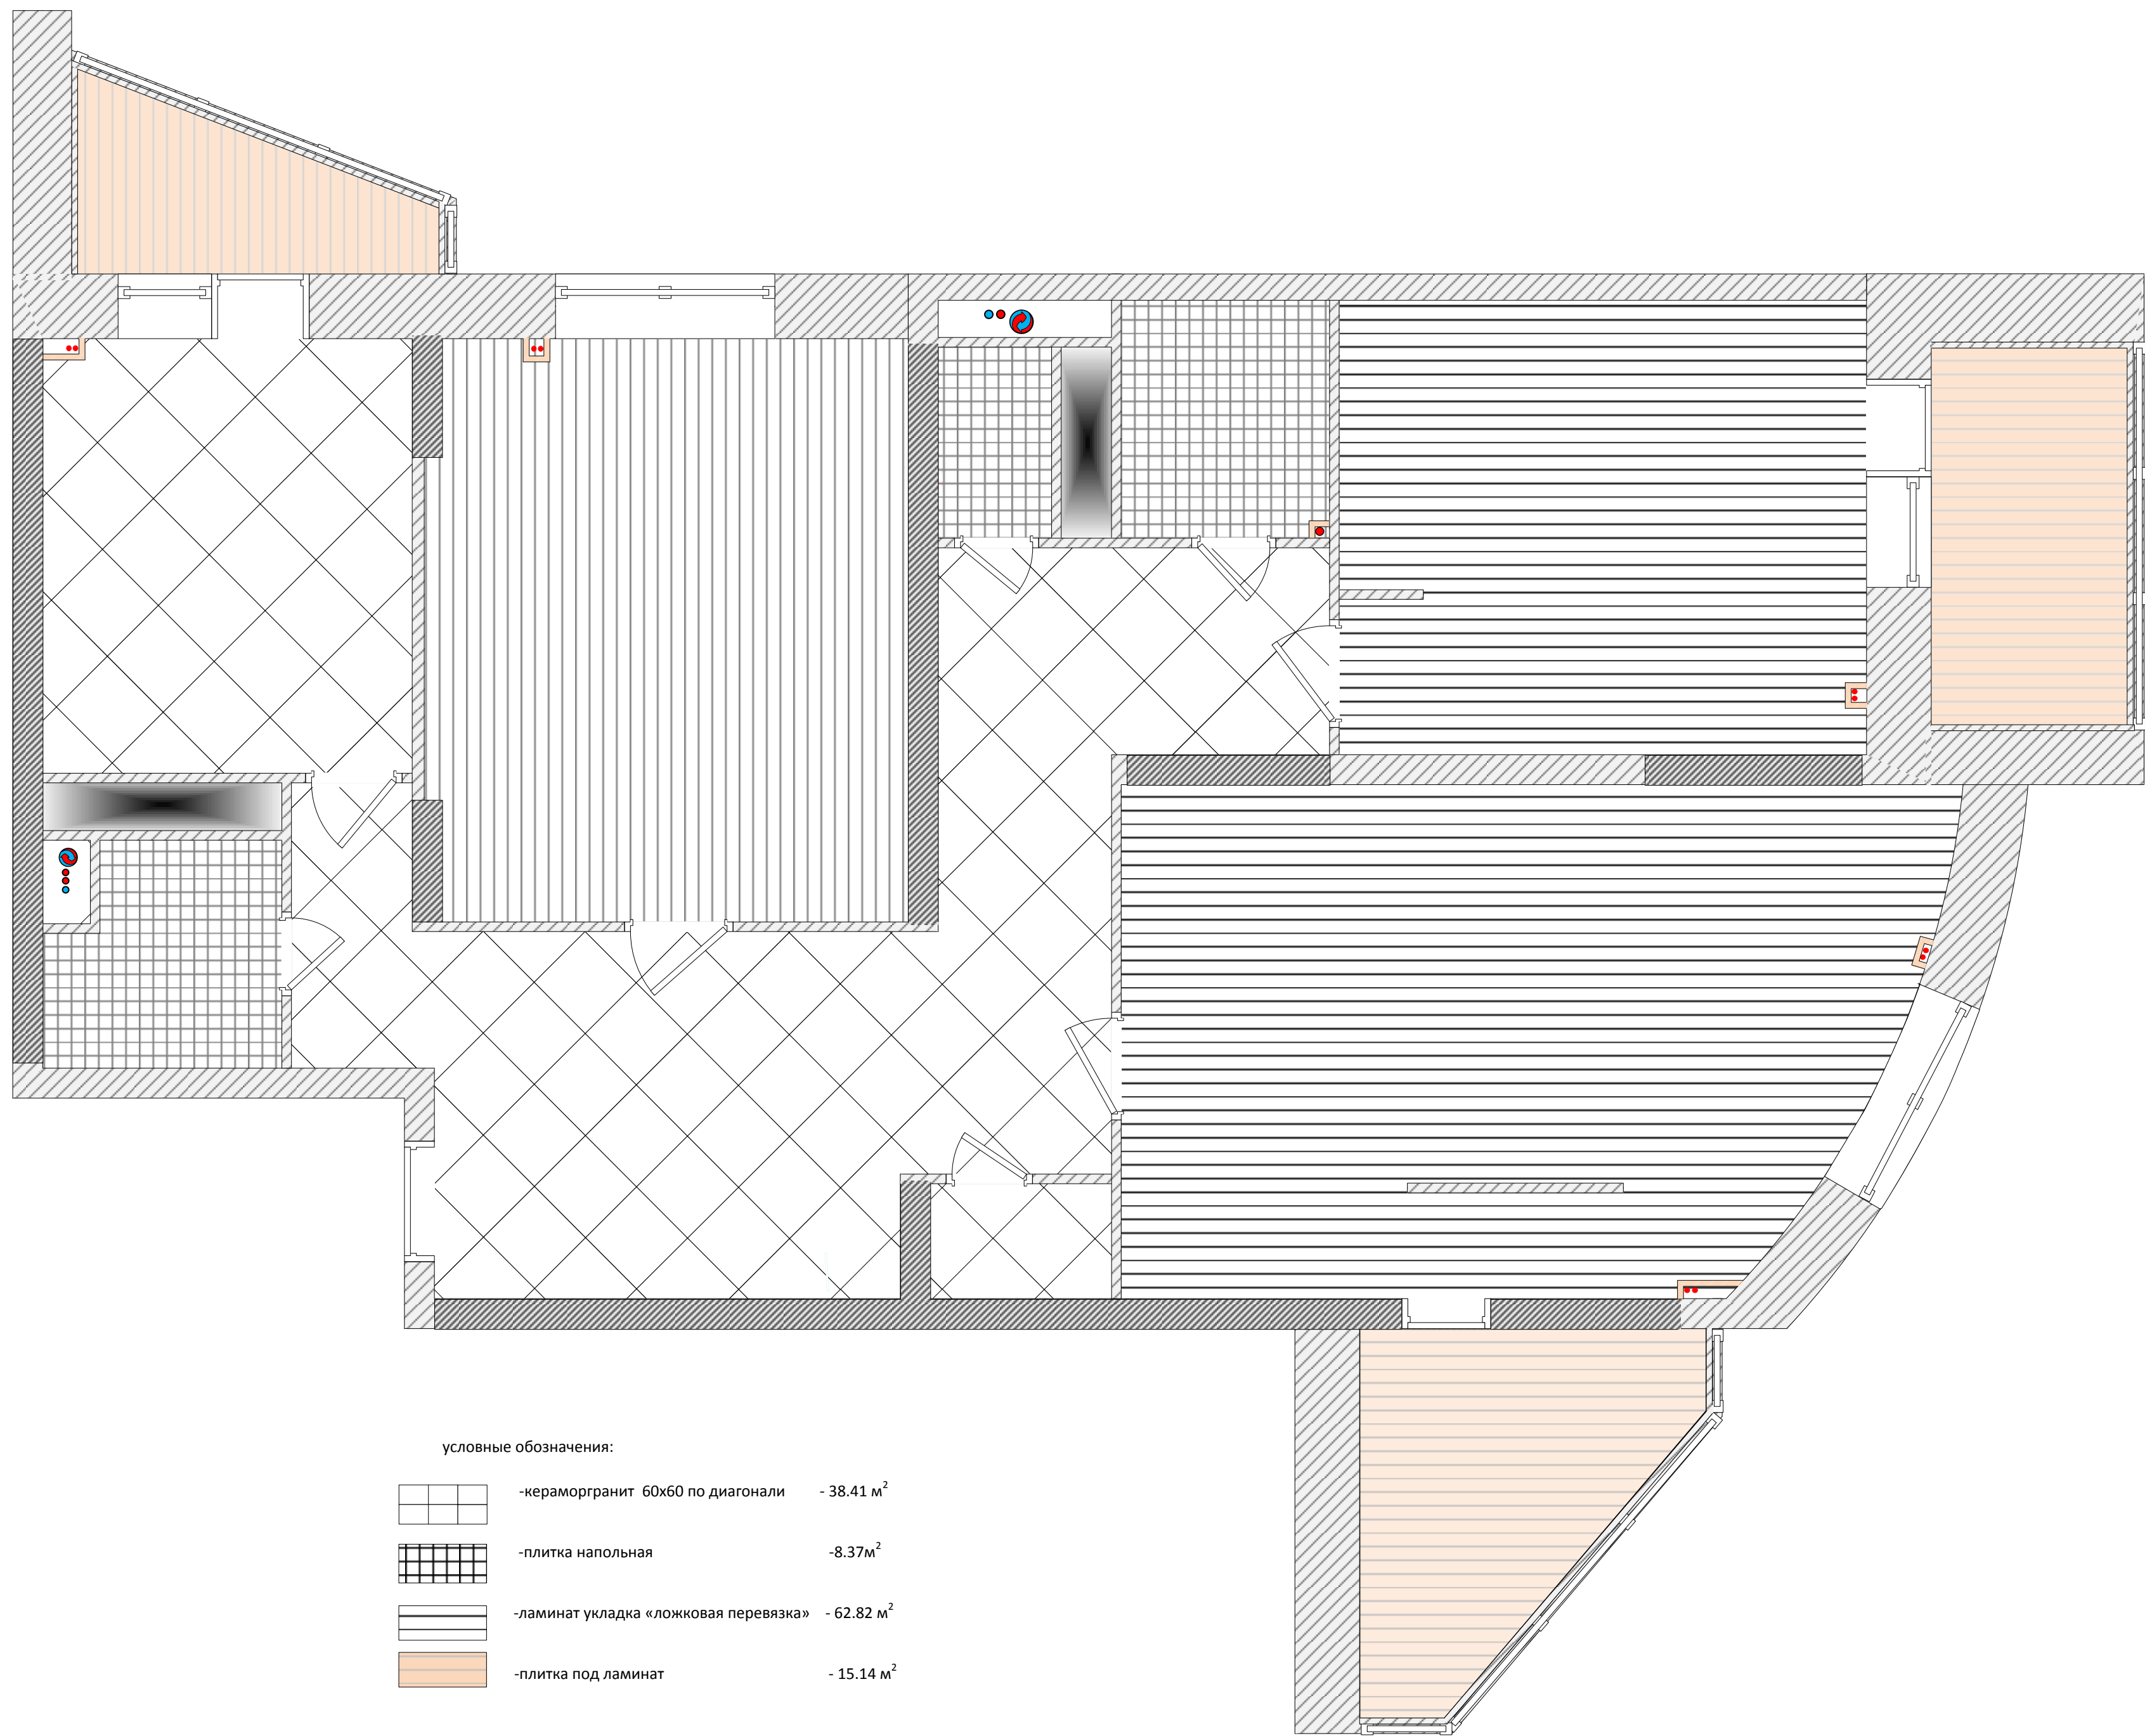 условные обозначения:
-кераморгранит 60х60 по диагонали - 38.41 м²
-плитка напольная -8.37м²
-ламинат укладка «ложковая перевязка» - 62.82 м²
-плитка под ламинат - 15.14 м²